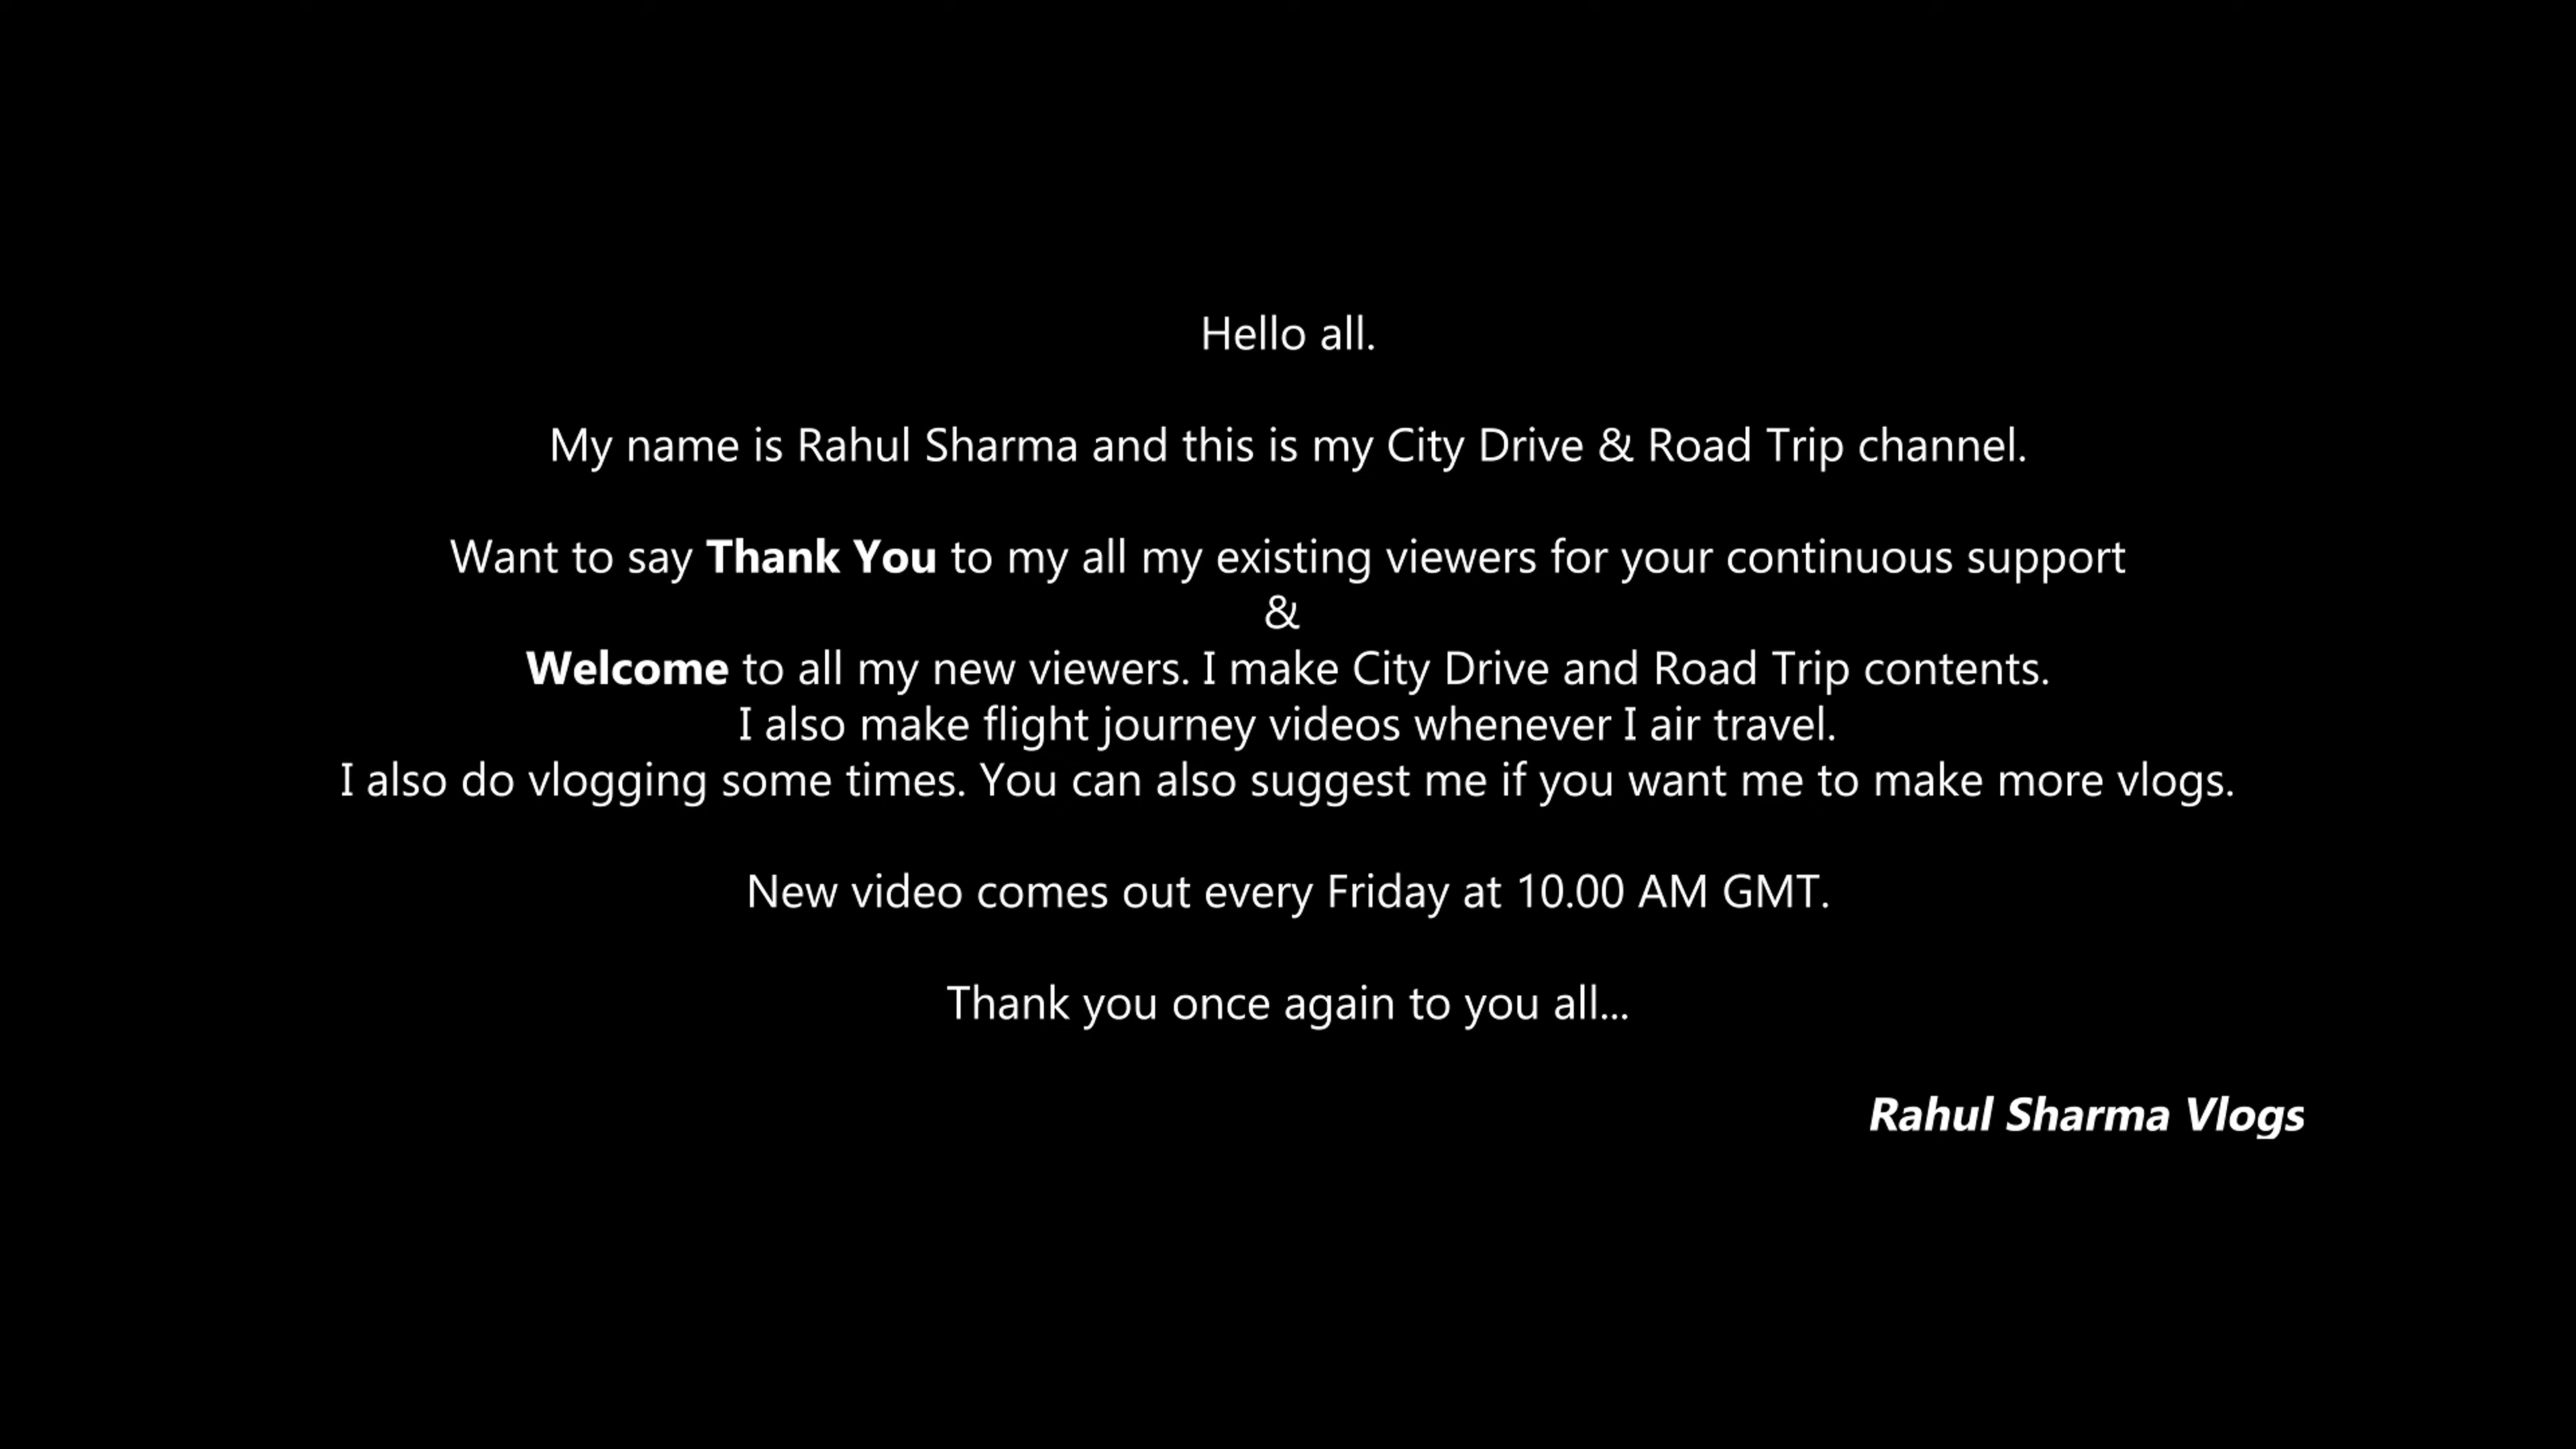 Hello all.
My name is Rahul Sharma and this is my City Drive & Road Trip channel.
Want to say Thank You to my all my existing viewers for your continuous support
&
Welcome to all my new viewers. I make City Drive and Road Trip contents.
I also make flight journey videos whenever I air travel.
I also do vlogging some times. You can also suggest me if you want me to make more vlogs.
New video comes out every Friday at 10.00 AM GMT.
Thank you once again to you all...
Rahul Sharma Vlogs